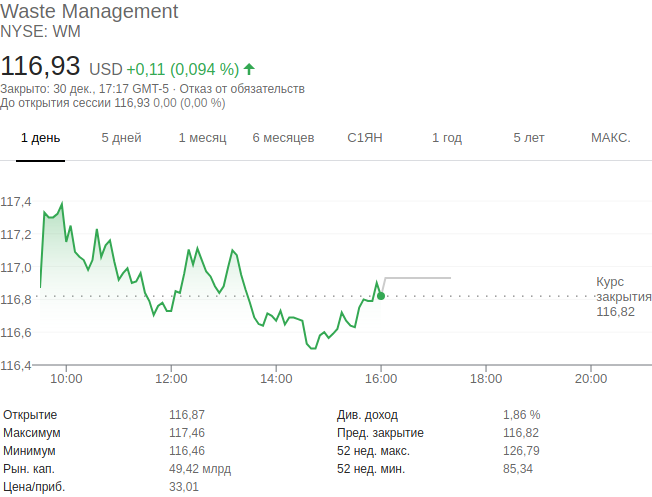 Waste Management
NYSE: WM
116,93 USD +0,11 (0,094 %)
Закрыто: 30 дек., 17:17 GMT-5 · Отказ от обязательств
До открытия сессии 116,93 0,00 (0,00 %)
1 день 5 дней 1 месяц 6 месяцев С1ЯН 1 год 5 лет МАКС.
117,4
117,2
117,0
116,8
116,6
116,4
Курс
закрытия
116,82
10:00 12:00 14:00 16:00 18:00 20:00
Открытие 116,87 Див. доход 1,86 %
Максимум 117,46 Пред. закрытие 116,82
Минимум 116,46 52 нед. макс. 126,79
Рын. кап. 49,42 млрд 52 нед. мин. 85,34
Цена/приб. 33,01